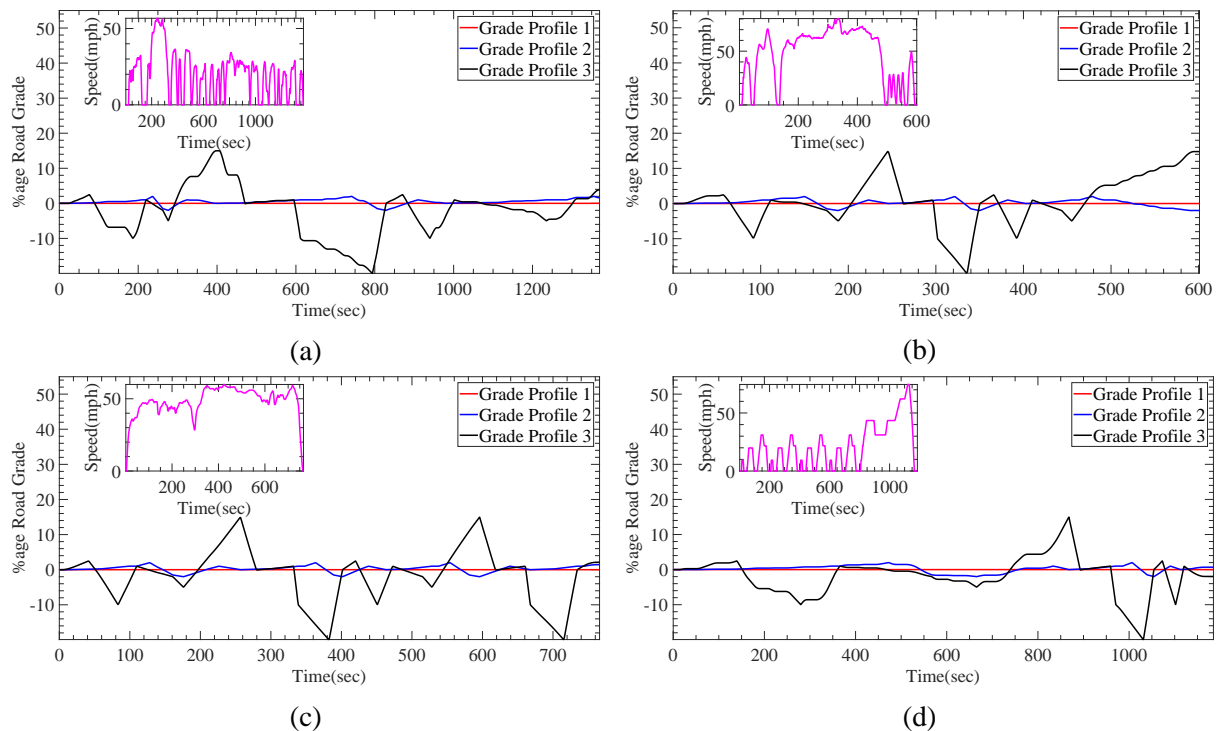 50
40
30
20
10
0
-10
%age Road Grade
0 200 400 600 800 1000 1200
Time(sec)
Speed(mph)
50
0
200 600 1000
Time(sec)
Grade Profile 1
Grade Profile 2
Grade Profile 3
(a)
50
40
30
20
10
0
-10
%age Road Grade
0 100 200 300 400 500 600
Time(sec)
Speed(mph)
50
0
200 400 600
Time(sec)
Grade Profile 1
Grade Profile 2
Grade Profile 3
(b)
50
40
30
20
10
0
-10
%age Road Grade
0 100 200 300 400 500 600 700
Time(sec)
Speed(mph)
50
0
200 400 600
Time(sec)
Grade Profile 1
Grade Profile 2
Grade Profile 3
(c)
50
40
30
20
10
0
-10
%age Road Grade
0 200 400 600 800 1000
Time(sec)
Speed(mph)
50
0
200 600 1000
Time(sec)
Grade Profile 1
Grade Profile 2
Grade Profile 3
(d)